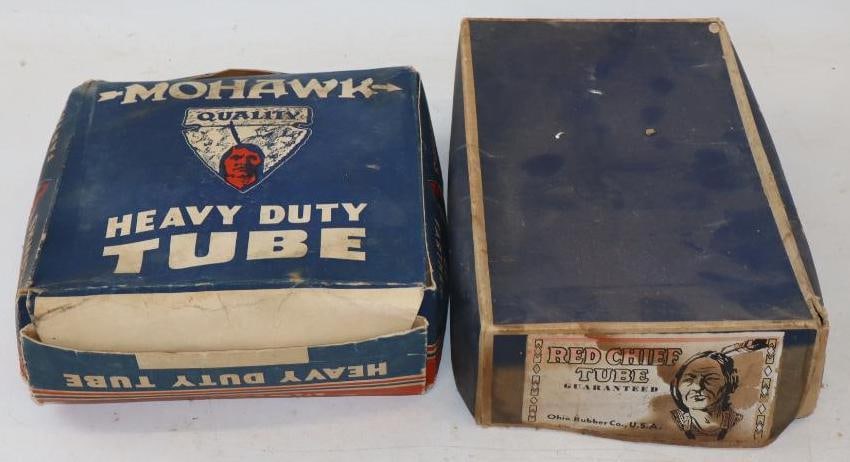 MOHAWK
QUALITY
HEAVY DUTY
TUBE
HEAVY DUTY TUBE
RED CHIEF
TUBE
GUARANTEED
Ohio Rubber Co., U.S.A.